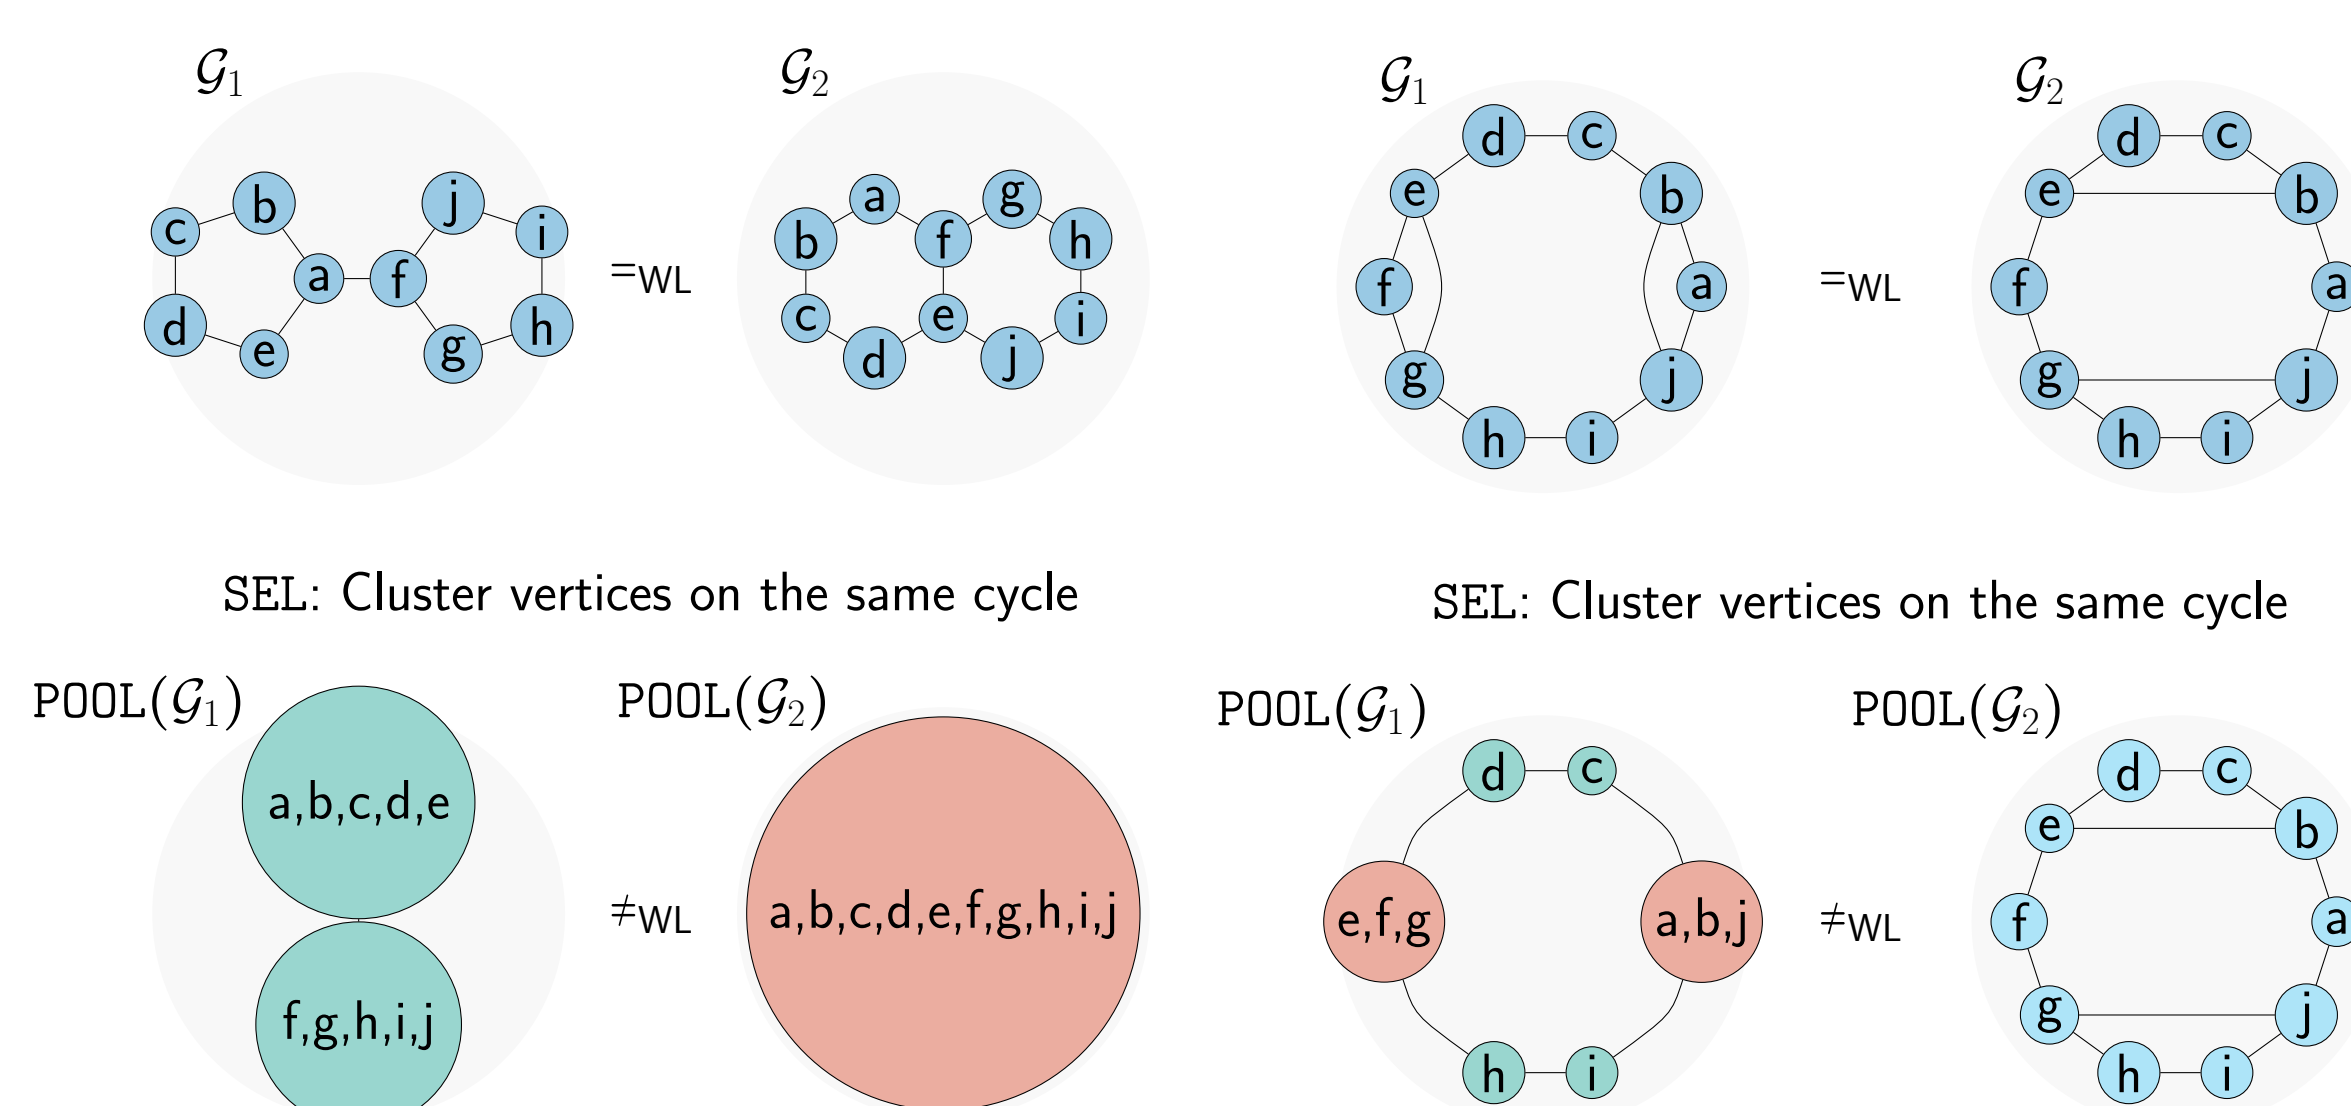 𝒢₁
b
j
c
i
a
f
d
h
e
g
=WL
𝒢₂
a
g
b
f
h
c
e
i
d
j
𝒢₁
d
c
e
b
f
a
g
j
h
i
=WL
𝒢₂
d
c
e
b
f
a
g
j
h
i
SEL: Cluster vertices on the same cycle
SEL: Cluster vertices on the same cycle
POOL(𝒢₁)
a,b,c,d,e
f,g,h,i,j
≠WL
POOL(𝒢₂)
a,b,c,d,e,f,g,h,i,j
POOL(𝒢₁)
d
c
e,f,g
a,b,j
h
i
≠WL
POOL(𝒢₂)
d
c
e
b
f
a
g
j
h
i